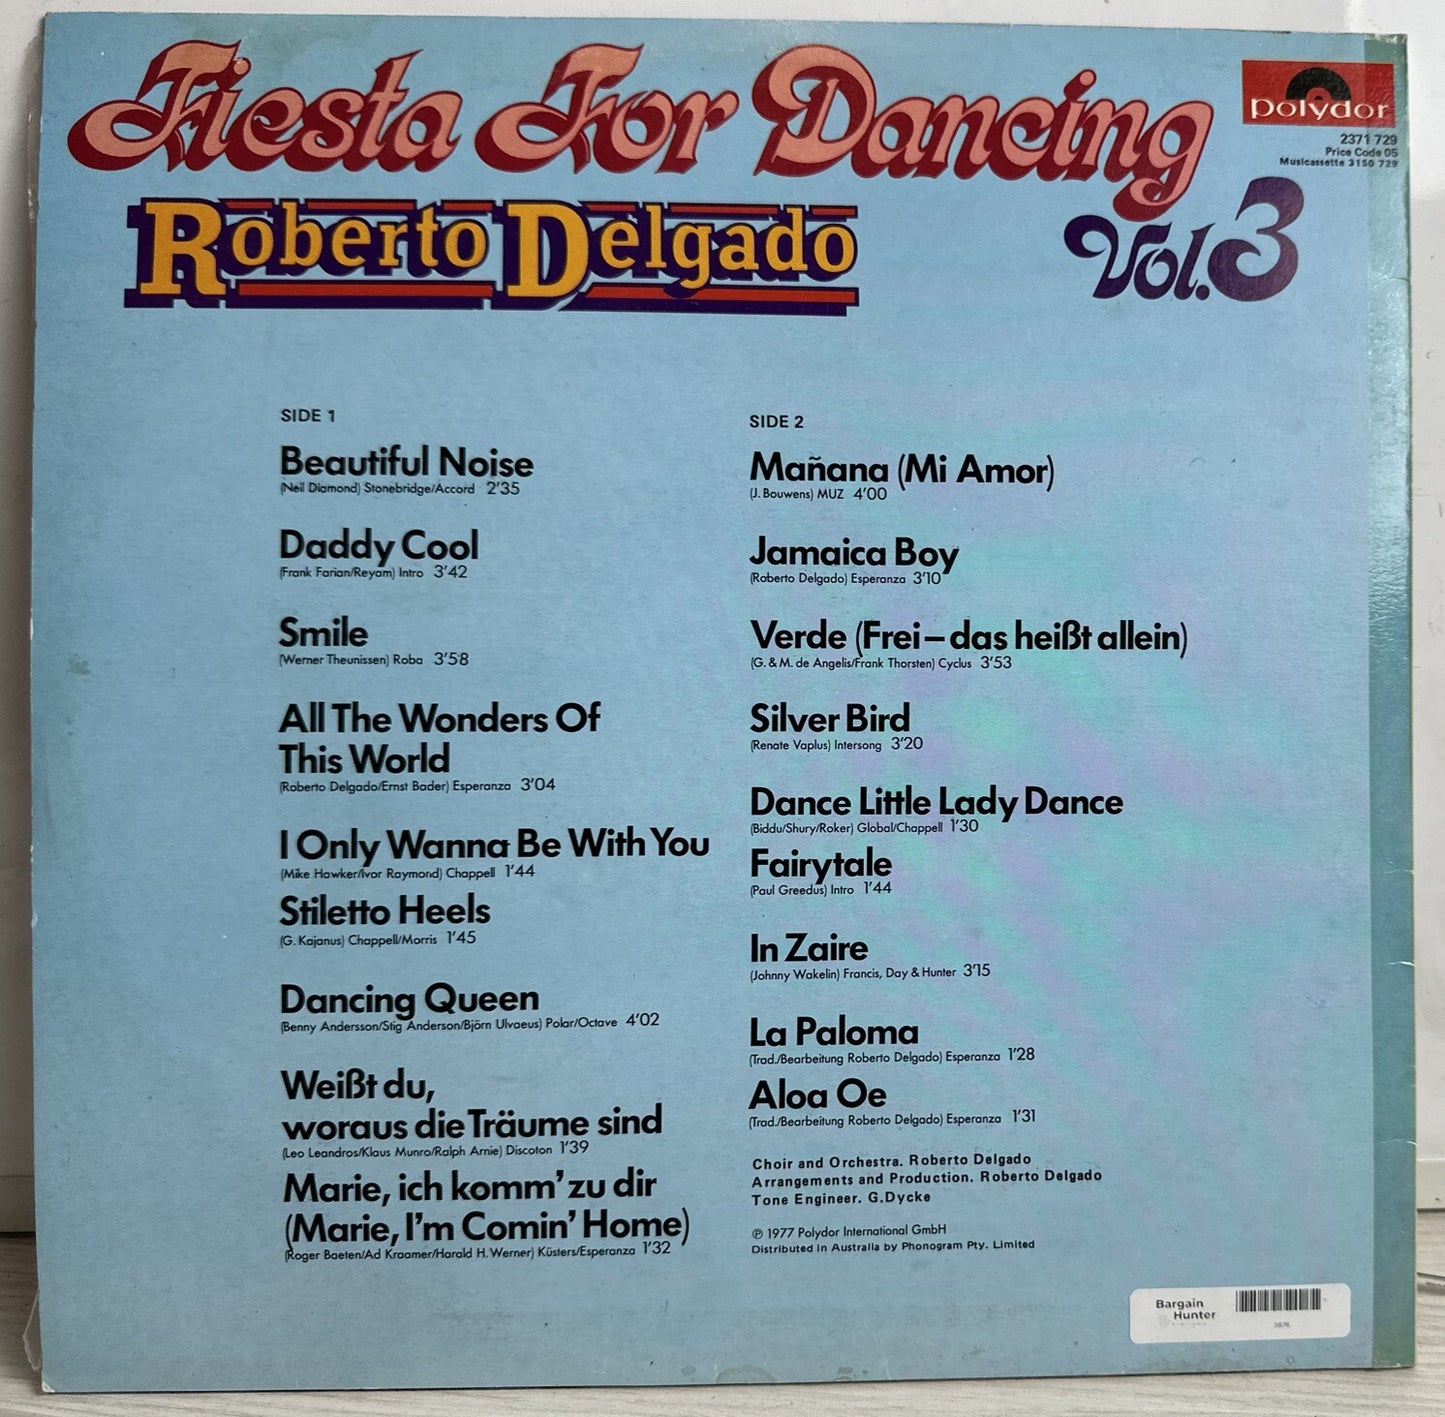 Fiesta For Dancing
polydor
2371 729
Price Code 05
Musicassette 3150 729
Roberto Delgado
Vol. 3
SIDE 1
Beautiful Noise
(Neil Diamond) Stonebridge/Accord 2'35
Daddy Cool
(Frank Farian/Reyam) Intro 3'42
Smile
(Werner Theunissen) Roba 3'58
All The Wonders Of
This World
(Roberto Delgado/Ernst Bader) Esperanza 3'04
I Only Wanna Be With You
(Mike Hawker/Ivor Raymond) Chappell 1'44
Stiletto Heels
(G. Kajanus) Chappell/Morris 1'45
Dancing Queen
(Benny Andersson/Stig Anderson/Björn Ulvaeus) Polar/Octave 4'02
Weißt du,
woraus die Träume sind
(Leo Leandros/Klaus Munro/Ralph Arnie) Discoton 1'39
Marie, ich komm' zu dir
(Marie, I'm Comin' Home)
(Roger Baeten/Ad Kraamer/Harald H. Werner) Küsters/Esperanza 1'32
SIDE 2
Mañana (Mi Amor)
(J. Bouwens) MUZ 4'00
Jamaica Boy
(Roberto Delgado) Esperanza 3'10
Verde (Frei – das heißt allein)
(G. & M. de Angelis/Frank Thorsten) Cyclus 3'53
Silver Bird
(Renate Vaplus) Intersong 3'20
Dance Little Lady Dance
(Biddu/Shury/Roker) Global/Chappell 1'30
Fairytale
(Paul Greedus) Intro 1'44
In Zaire
(Johnny Wakelin) Francis, Day & Hunter 3'15
La Paloma
(Trad./Bearbeitung Roberto Delgado) Esperanza 1'28
Aloa Oe
(Trad./Bearbeitung Roberto Delgado) Esperanza 1'31
Choir and Orchestra. Roberto Delgado
Arrangements and Production. Roberto Delgado
Tone Engineer. G.Dycke
℗ 1977 Polydor International GmbH
Distributed in Australia by Phonogram Pty. Limited
Bargain
Hunter